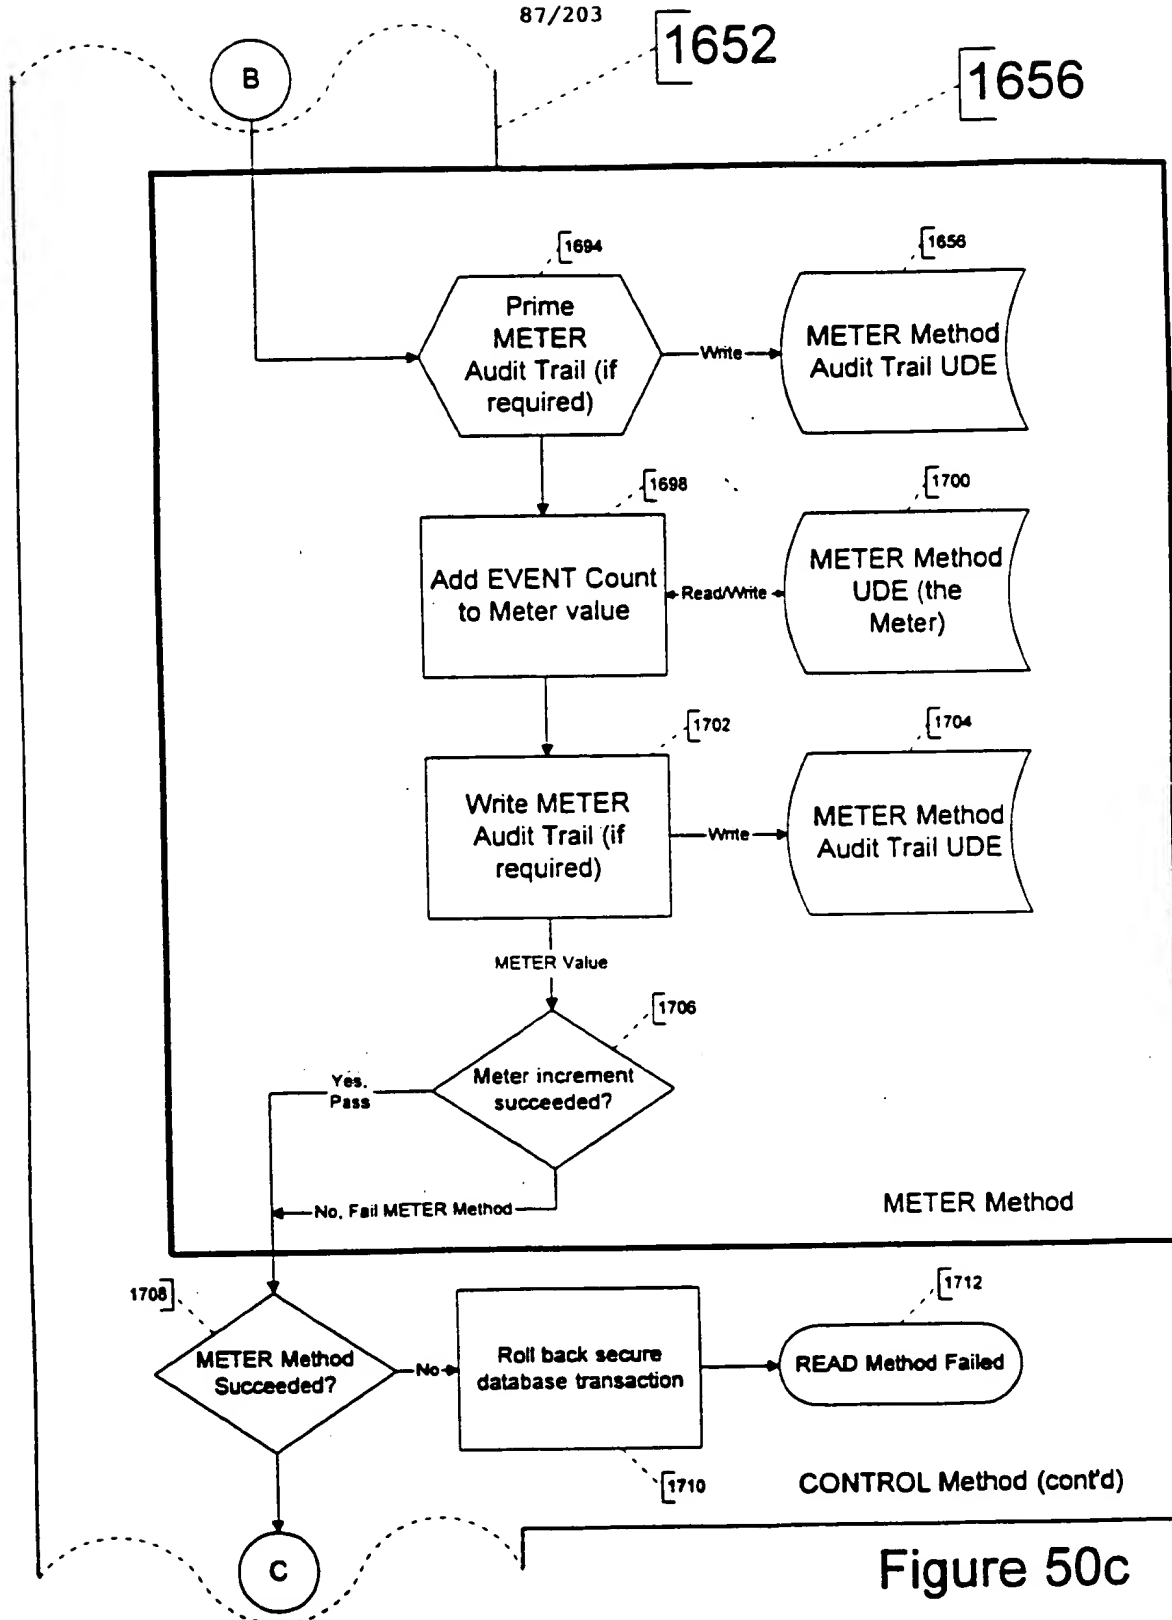 87/203
1652
1656
B
1694
1656
Prime
METER
Audit Trail (if
required)
Write
METER Method
Audit Trail UDE
1698
1700
Add EVENT Count
to Meter value
Read/Write
METER Method
UDE (the
Meter)
1702
1704
Write METER
Audit Trail (if
required)
Write
METER Method
Audit Trail UDE
METER Value
1706
Meter increment
succeeded?
Yes,
Pass
No, Fail METER Method
METER Method
1708
1712
METER Method
Succeeded?
No
Roll back secure
database transaction
READ Method Failed
1710
CONTROL Method (cont'd)
C
Figure 50c